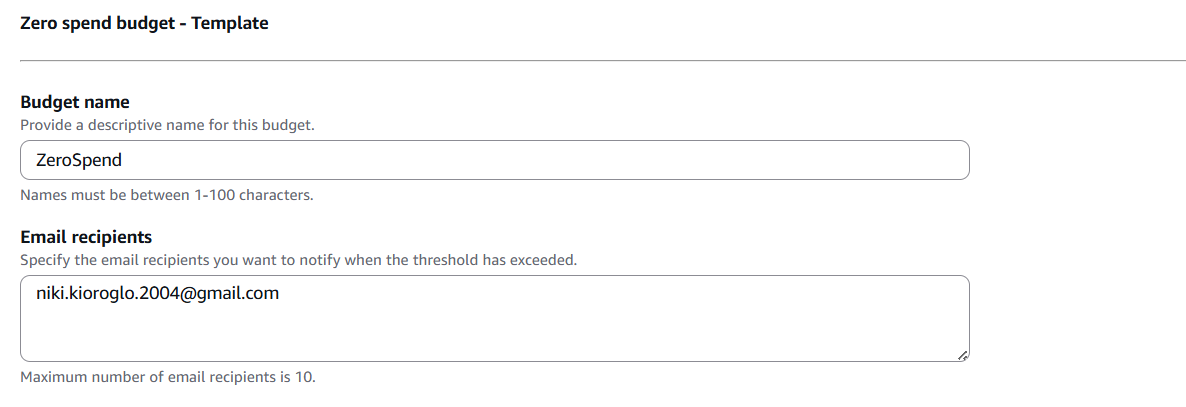 Zero spend budget - Template
Budget name
Provide a descriptive name for this budget.
ZeroSpend
Names must be between 1-100 characters.
Email recipients
Specify the email recipients you want to notify when the threshold has exceeded.
niki.kioroglo.2004@gmail.com
Maximum number of email recipients is 10.